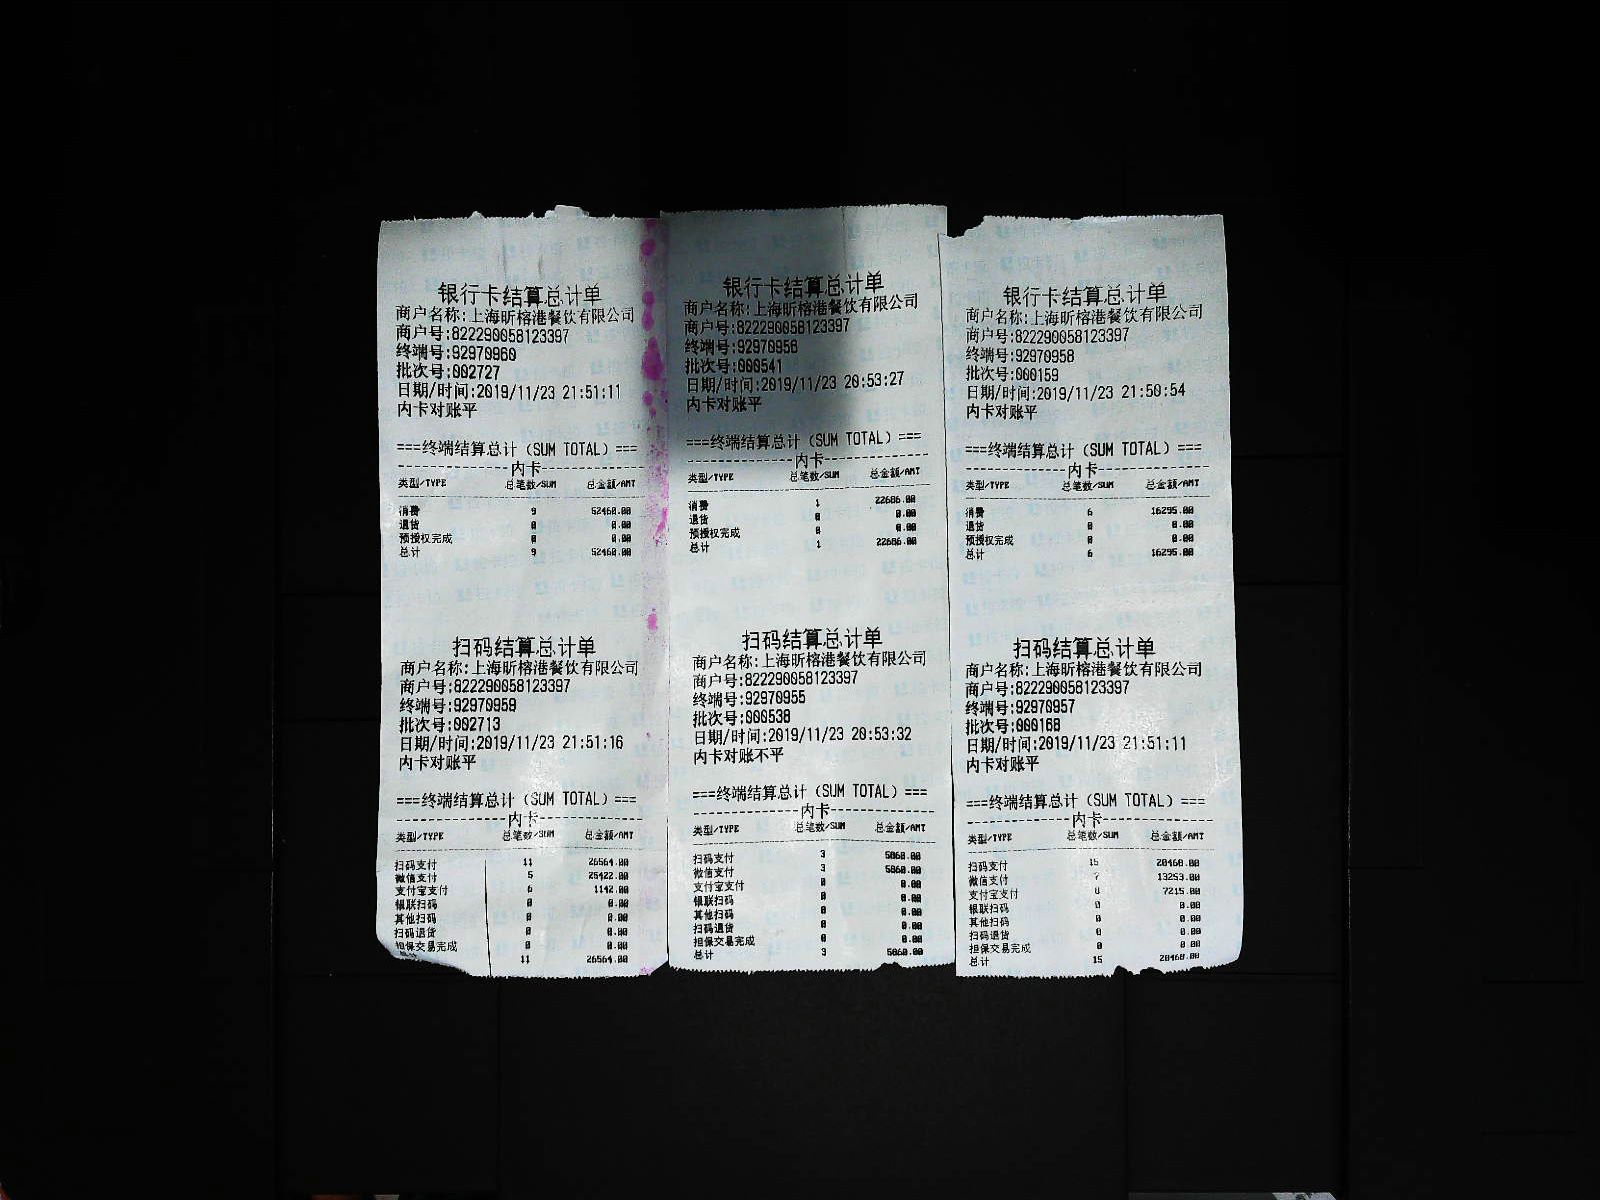 银行卡结算总计单
商户名称:上海昕榕港餐饮有限公司
商户号:822290058123397
终端号:92970960
批次号:002727
日期/时间:2019/11/23 21:51:11
内卡对账平
===终端结算总计（SUM TOTAL）===
内卡
类型/TYPE 总笔数/SUM 总金额/AMT
消费 9 52460.00
退货 0 0.00
预授权完成 0 0.00
总计 9 52460.00
扫码结算总计单
商户名称:上海昕榕港餐饮有限公司
商户号:822290058123397
终端号:92970959
批次号:002713
日期/时间:2019/11/23 21:51:16
内卡对账平
===终端结算总计（SUM TOTAL）===
内卡
类型/TYPE 总笔数/SUM 总金额/AMT
扫码支付 11 26564.00
微信支付 5 25422.00
支付宝支付 6 1142.00
银联扫码 0 0.00
其他扫码 0 0.00
扫码退货 0 0.00
担保交易完成 0 0.00
11 26564.00
银行卡结算总计单
商户名称:上海昕榕港餐饮有限公司
商户号:822290058123397
终端号:92970956
批次号:000541
日期/时间:2019/11/23 20:53:27
内卡对账平
===终端结算总计（SUM TOTAL）===
内卡
类型/TYPE 总笔数/SUM 总金额/AMT
消费 1 22686.00
退货 0 0.00
预授权完成 0 0.00
总计 1 22686.00
扫码结算总计单
商户名称:上海昕榕港餐饮有限公司
商户号:822290058123397
终端号:92970955
批次号:000538
日期/时间:2019/11/23 20:53:32
内卡对账不平
===终端结算总计（SUM TOTAL）===
内卡
类型/TYPE 总笔数/SUM 总金额/AMT
扫码支付 3 5060.00
微信支付 3 5060.00
支付宝支付 0 0.00
银联扫码 0 0.00
其他扫码 0 0.00
扫码退货 0 0.00
担保交易完成 0 0.00
总计 3 5060.00
银行卡结算总计单
商户名称:上海昕榕港餐饮有限公司
商户号:822290058123397
终端号:92970958
批次号:000159
日期/时间:2019/11/23 21:50:54
内卡对账平
===终端结算总计（SUM TOTAL）===
内卡
类型/TYPE 总笔数/SUM 总金额/AMT
消费 6 16295.00
退货 0 0.00
预授权完成 0 0.00
总计 6 16295.00
扫码结算总计单
商户名称:上海昕榕港餐饮有限公司
商户号:822290058123397
终端号:92970957
批次号:000168
日期/时间:2019/11/23 21:51:11
内卡对账平
===终端结算总计（SUM TOTAL）===
内卡
类型/TYPE 总笔数/SUM 总金额/AMT
扫码支付 15 20468.00
微信支付 7 13253.00
支付宝支付 8 7215.00
银联扫码 0 0.00
其他扫码 0 0.00
扫码退货 0 0.00
担保交易完成 0 0.00
总计 15 20468.00